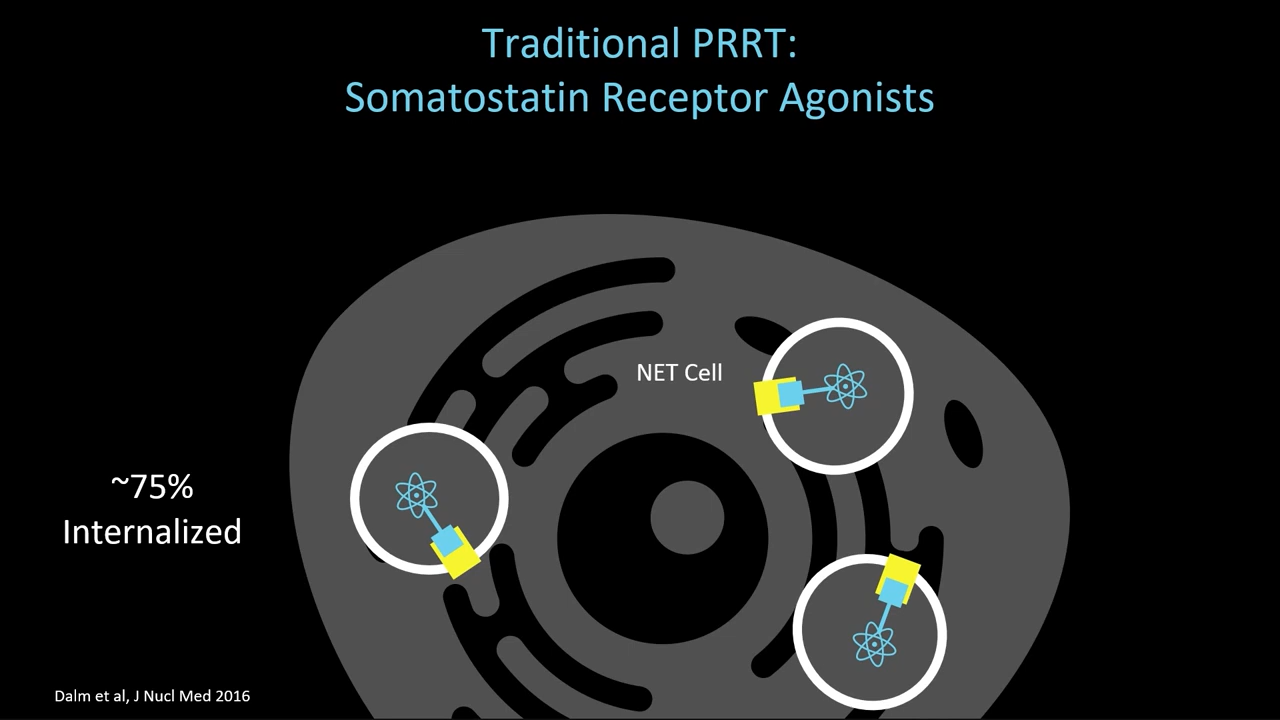 Traditional PRRT:
Somatostatin Receptor Agonists
NET Cell
~75%
Internalized
Dalm et al, J Nucl Med 2016